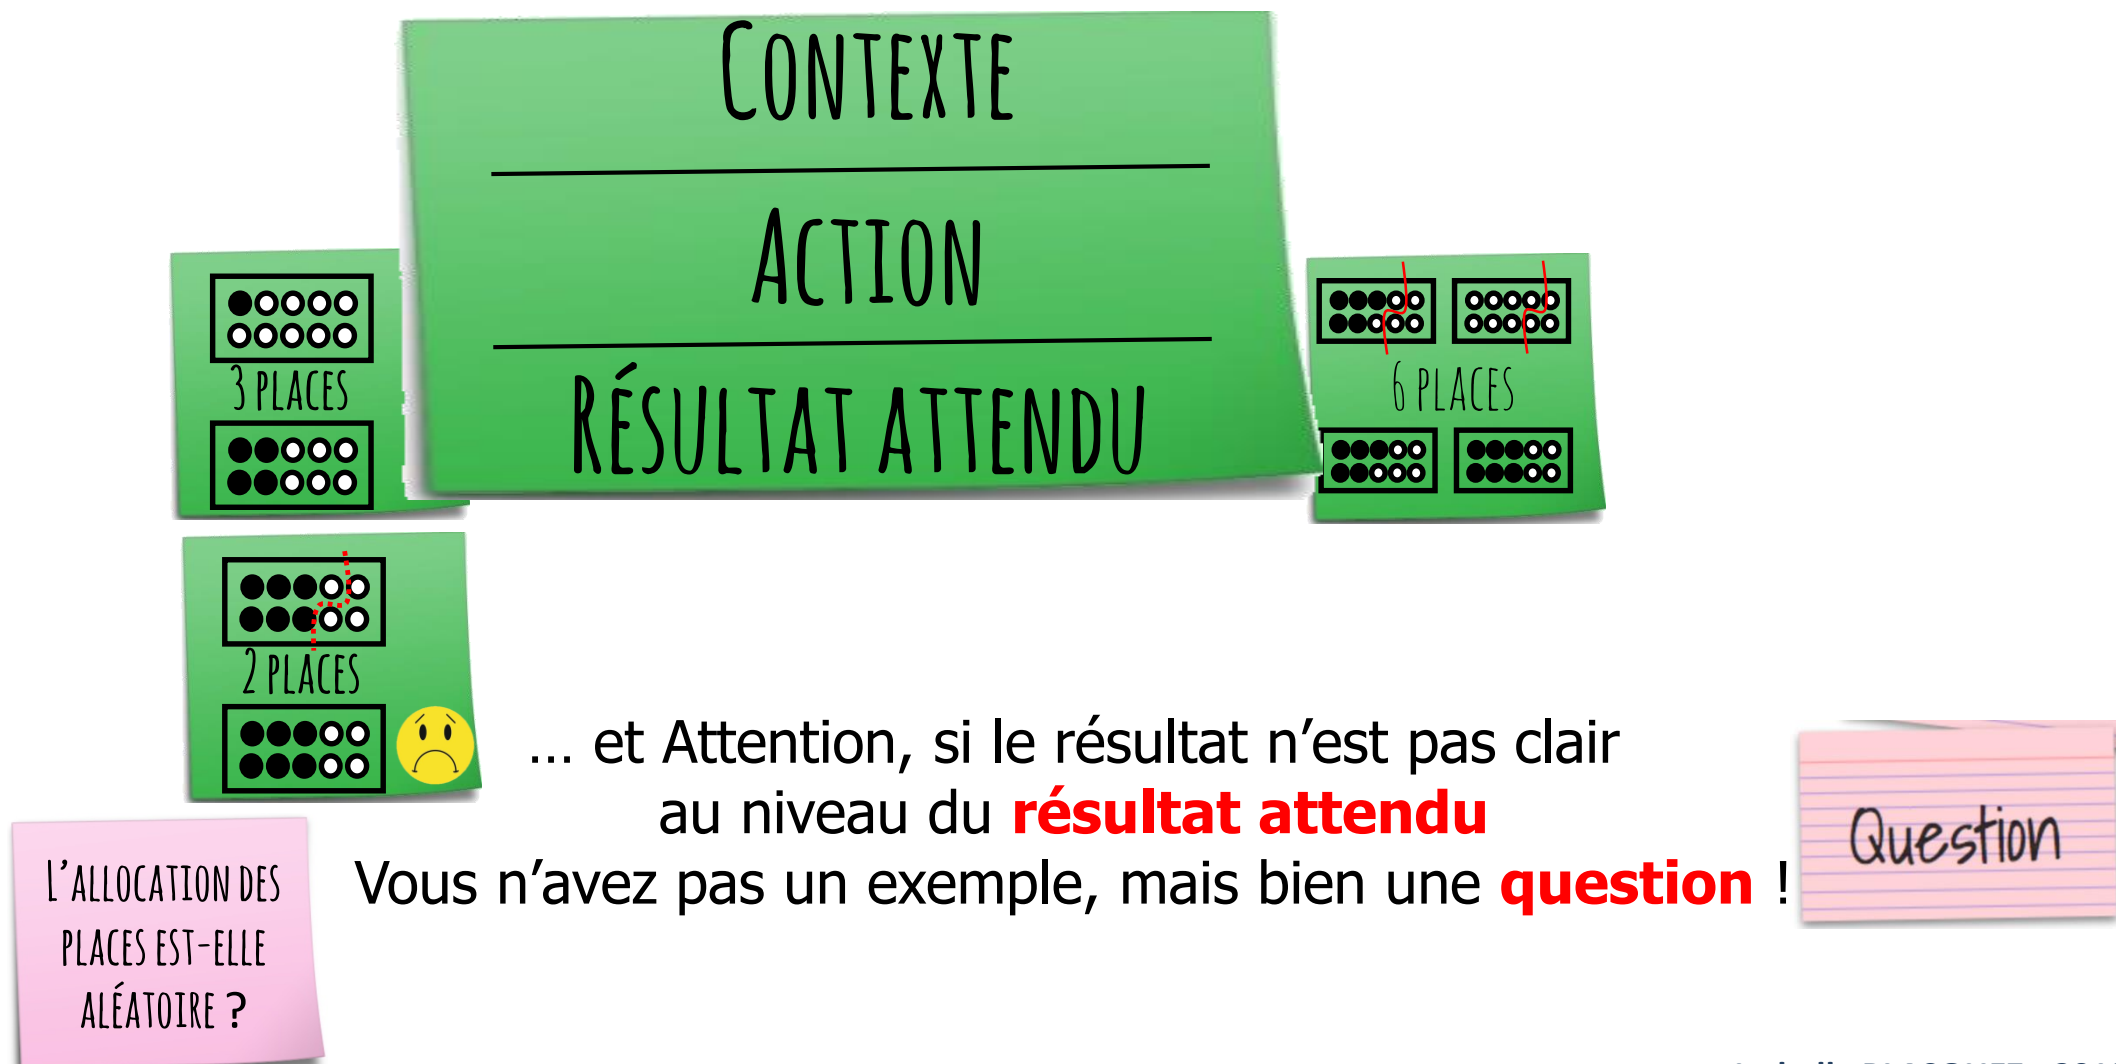 CONTEXTE
ACTION
RÉSULTAT ATTENDU
3 PLACES
6 PLACES
2 PLACES
... et Attention, si le résultat n'est pas clair
au niveau du résultat attendu
Vous n'avez pas un exemple, mais bien une question !
Question
L'ALLOCATION DES
PLACES EST-ELLE
ALÉATOIRE ?